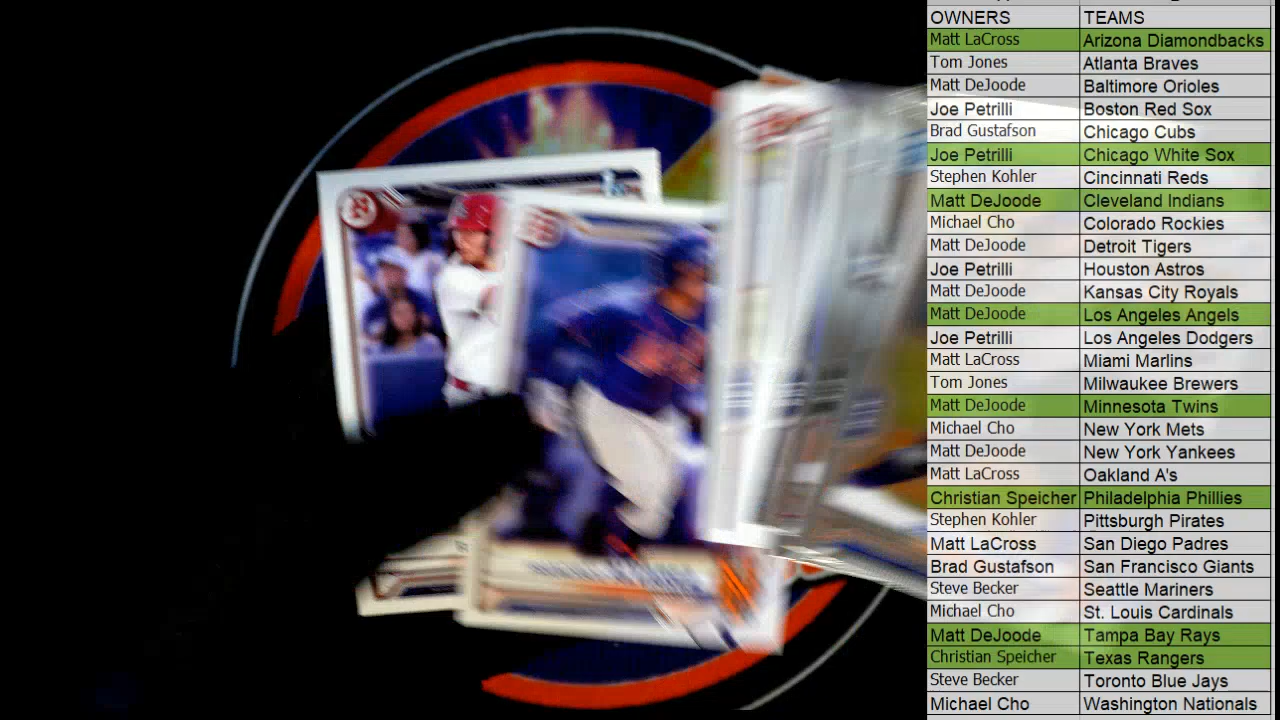 OWNERS TEAMS
Matt LaCross Arizona Diamondbacks
Tom Jones Atlanta Braves
Matt DeJoode Baltimore Orioles
Joe Petrilli Boston Red Sox
Brad Gustafson Chicago Cubs
Joe Petrilli Chicago White Sox
Stephen Kohler Cincinnati Reds
Matt DeJoode Cleveland Indians
Michael Cho Colorado Rockies
Matt DeJoode Detroit Tigers
Joe Petrilli Houston Astros
Matt DeJoode Kansas City Royals
Matt DeJoode Los Angeles Angels
Joe Petrilli Los Angeles Dodgers
Matt LaCross Miami Marlins
Tom Jones Milwaukee Brewers
Matt DeJoode Minnesota Twins
Michael Cho New York Mets
Matt DeJoode New York Yankees
Matt LaCross Oakland A's
Christian Speicher Philadelphia Phillies
Stephen Kohler Pittsburgh Pirates
Matt LaCross San Diego Padres
Brad Gustafson San Francisco Giants
Steve Becker Seattle Mariners
Michael Cho St. Louis Cardinals
Matt DeJoode Tampa Bay Rays
Christian Speicher Texas Rangers
Steve Becker Toronto Blue Jays
Michael Cho Washington Nationals